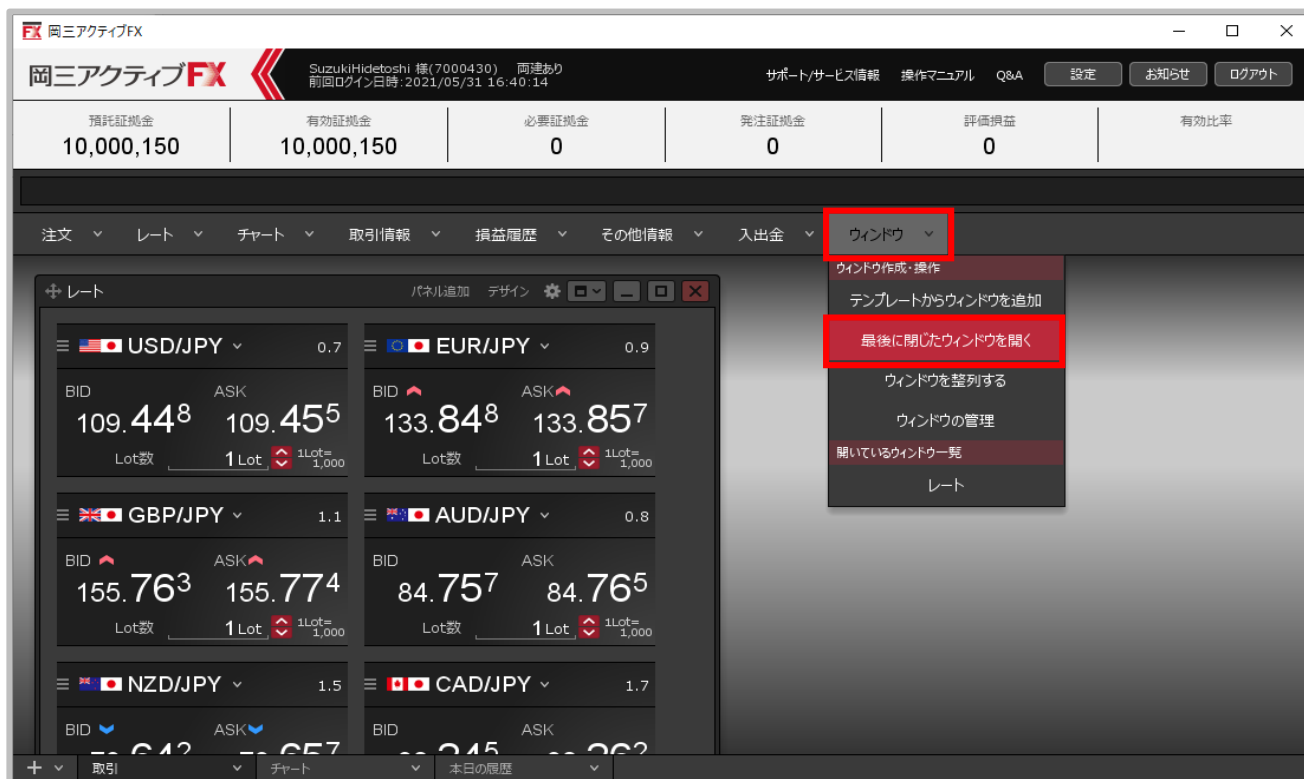 FX 岡三アクティブFX
岡三アクティブFX
SuzukiHidetoshi 様(7000430) 両建あり
前回ログイン日時:2021/05/31 16:40:14
サポート/サービス情報 操作マニュアル Q&A 設定 お知らせ ログアウト
預託証拠金 有効証拠金 必要証拠金 発注証拠金 評価損益 有効比率
10,000,150 10,000,150 0 0 0
注文 レート チャート 取引情報 損益履歴 その他情報 入出金 ウィンドウ
ウィンドウ作成・操作
テンプレートからウィンドウを追加
最後に閉じたウィンドウを開く
ウィンドウを整列する
ウィンドウの管理
開いているウィンドウ一覧
レート
レート パネル追加 デザイン
USD/JPY 0.7 EUR/JPY 0.9
BID ASK BID ASK
109.448 109.455 133.848 133.857
Lot数 1 Lot 1Lot=1,000 Lot数 1 Lot 1Lot=1,000
GBP/JPY 1.1 AUD/JPY 0.8
BID ASK BID ASK
155.763 155.774 84.757 84.765
Lot数 1 Lot 1Lot=1,000 Lot数 1 Lot 1Lot=1,000
NZD/JPY 1.5 CAD/JPY 1.7
BID ASK BID ASK
取引 チャート 本日の履歴